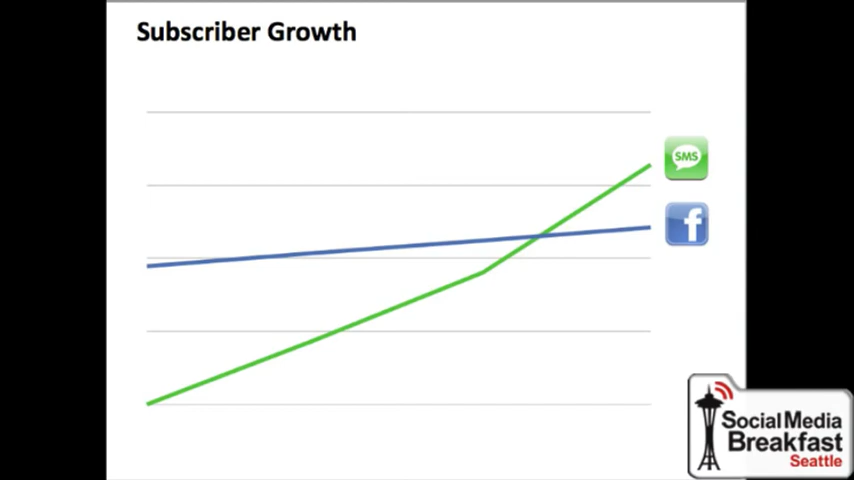 Subscriber Growth
SMS
f
Social Media
Breakfast
Seattle